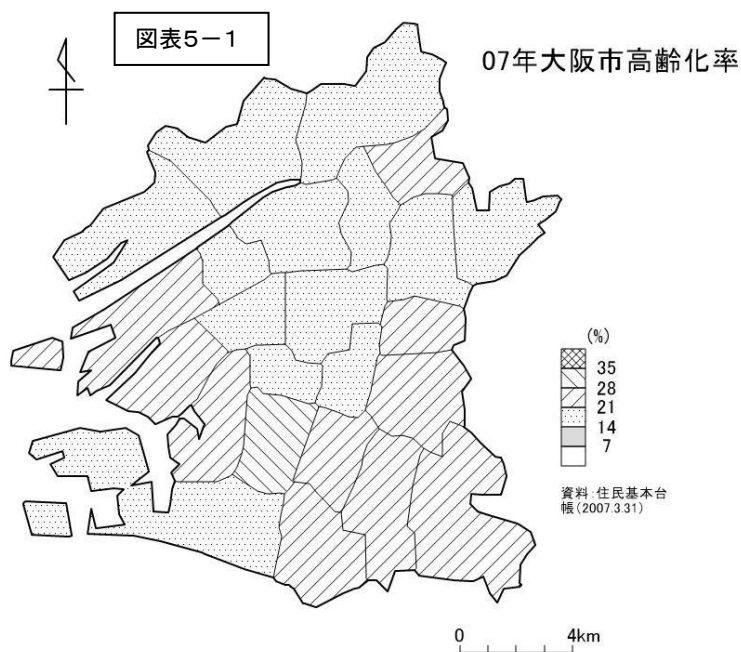 図表5-1
07年大阪市高齢化率
(%)
35
28
21
14
7
資料:住民基本台
帳(2007.3.31)
0 4km